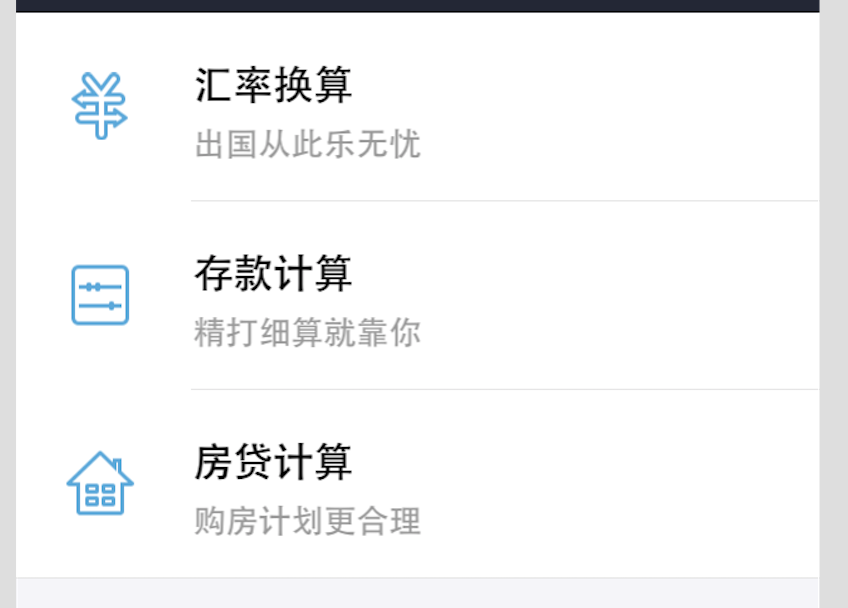 汇率换算
出国从此乐无忧
存款计算
精打细算就靠你
房贷计算
购房计划更合理